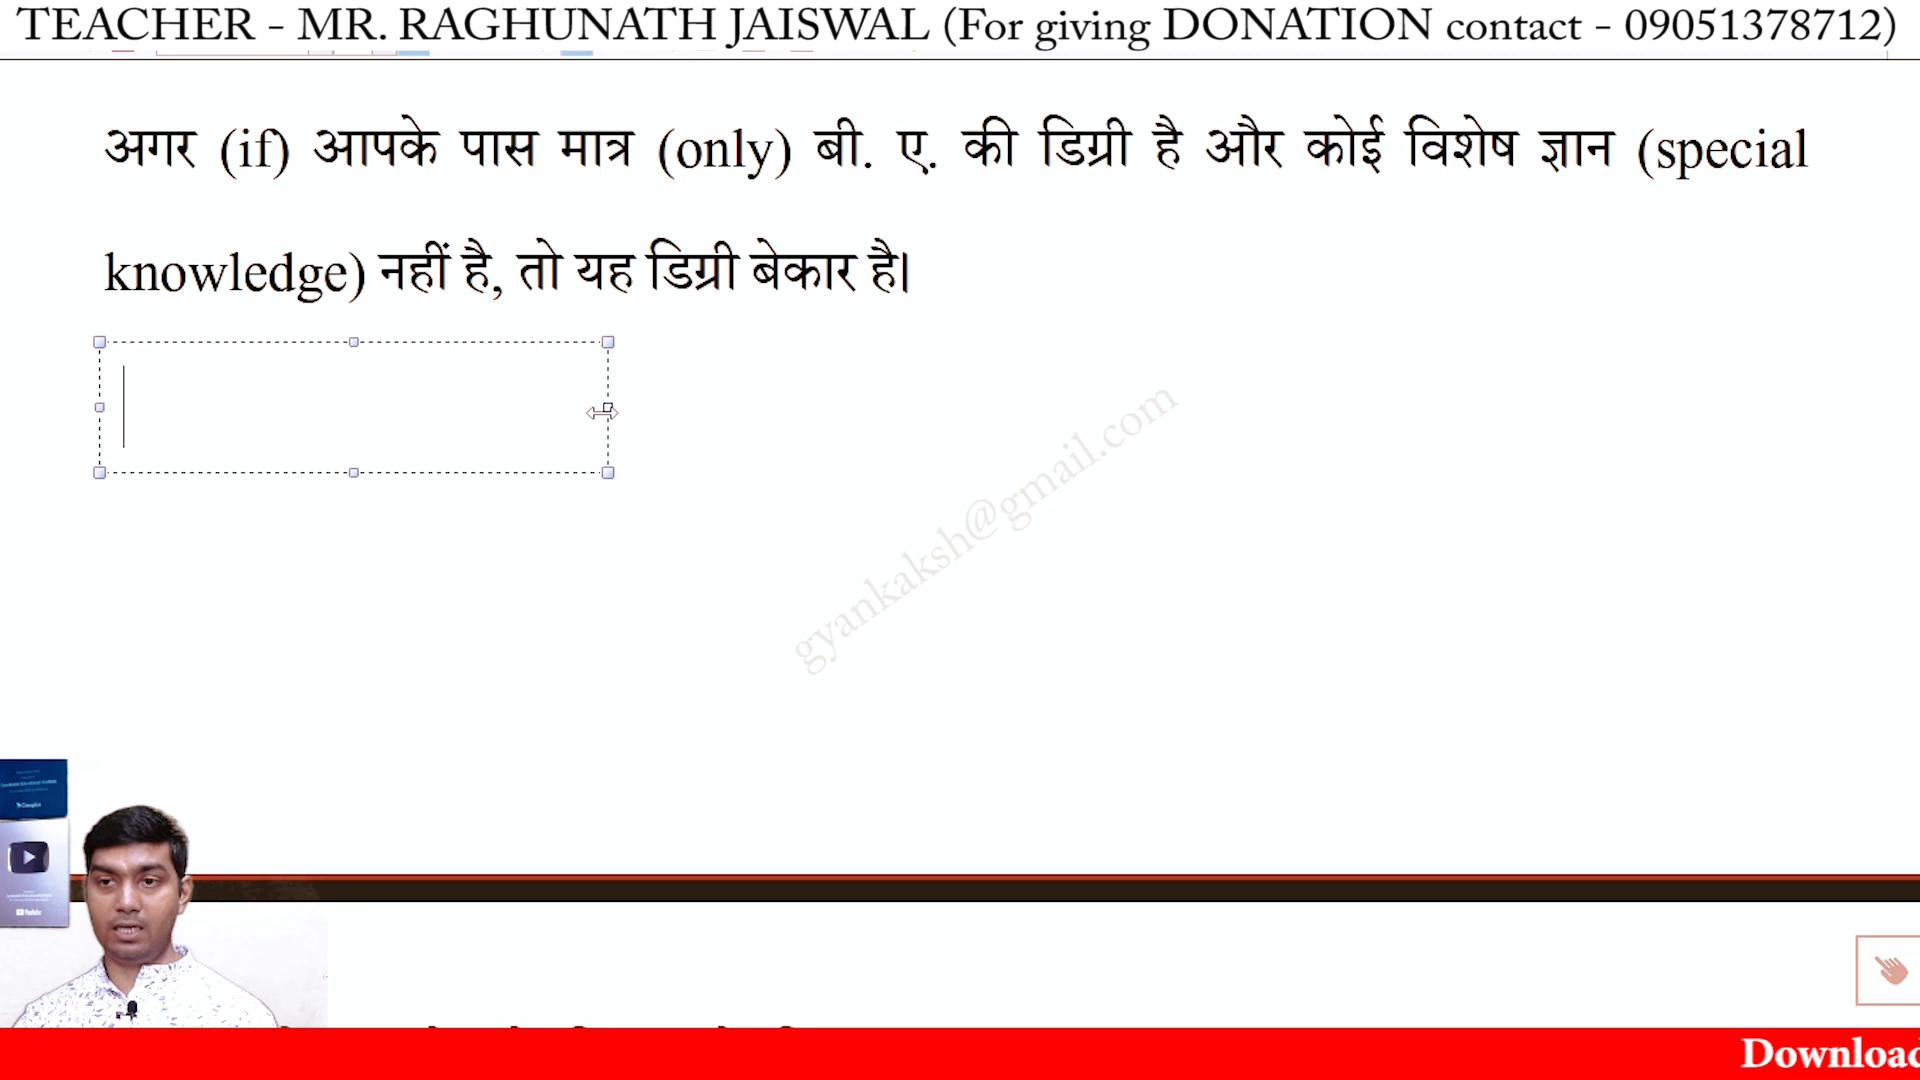 TEACHER - MR. RAGHUNATH JAISWAL (For giving DONATION contact - 09051378712)
अगर (if) आपके पास मात्र (only) बी. ए. की डिग्री है और कोई विशेष ज्ञान (special
knowledge) नहीं है, तो यह डिग्री बेकार है।
gyankaksh@gmail.com
Download